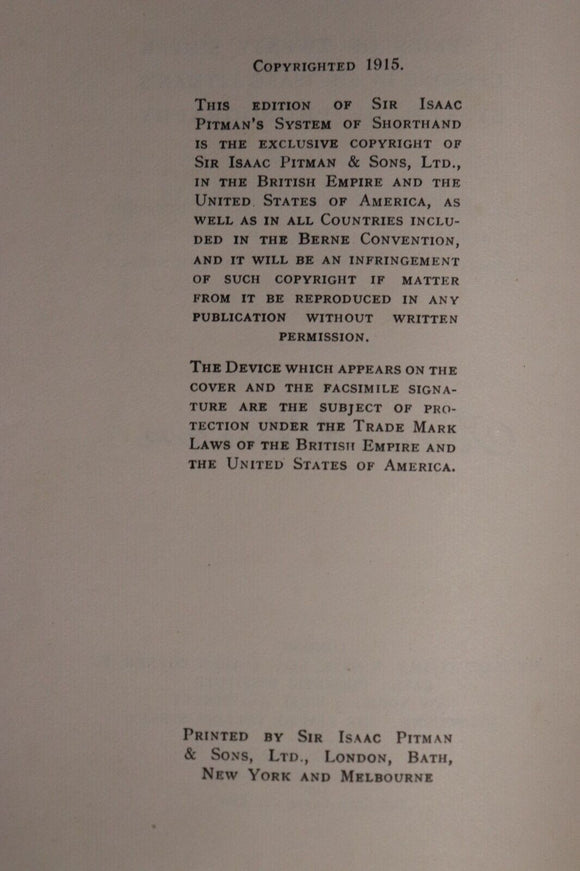 Copyrighted 1915.
This edition of Sir Isaac
Pitman's System of Shorthand
is the exclusive copyright of
Sir Isaac Pitman & Sons, Ltd.,
in the British Empire and the
United States of America, as
well as in all Countries inclu-
ded in the Berne Convention,
and it will be an infringement
of such copyright if matter
from it be reproduced in any
publication without written
permission.
The Device which appears on the
cover and the facsimile signa-
ture are the subject of pro-
tection under the Trade Mark
Laws of the British Empire and
the United States of America.
Printed by Sir Isaac Pitman
& Sons, Ltd., London, Bath,
New York and Melbourne